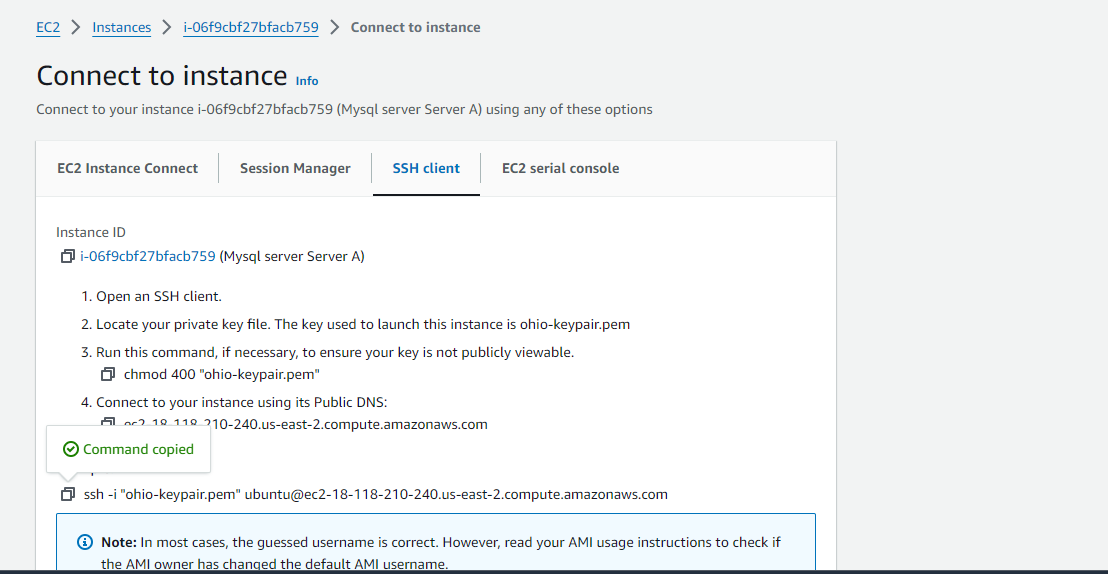 EC2 > Instances > i-06f9cbf27bfacb759 > Connect to instance
Connect to instance Info
Connect to your instance i-06f9cbf27bfacb759 (Mysql server Server A) using any of these options
EC2 Instance Connect Session Manager SSH client EC2 serial console
Instance ID
i-06f9cbf27bfacb759 (Mysql server Server A)
1. Open an SSH client.
2. Locate your private key file. The key used to launch this instance is ohio-keypair.pem
3. Run this command, if necessary, to ensure your key is not publicly viewable.
chmod 400 "ohio-keypair.pem"
4. Connect to your instance using its Public DNS:
ec2-18-118-210-240.us-east-2.compute.amazonaws.com
Command copied
ssh -i "ohio-keypair.pem" ubuntu@ec2-18-118-210-240.us-east-2.compute.amazonaws.com
Note: In most cases, the guessed username is correct. However, read your AMI usage instructions to check if
the AMI owner has changed the default AMI username.